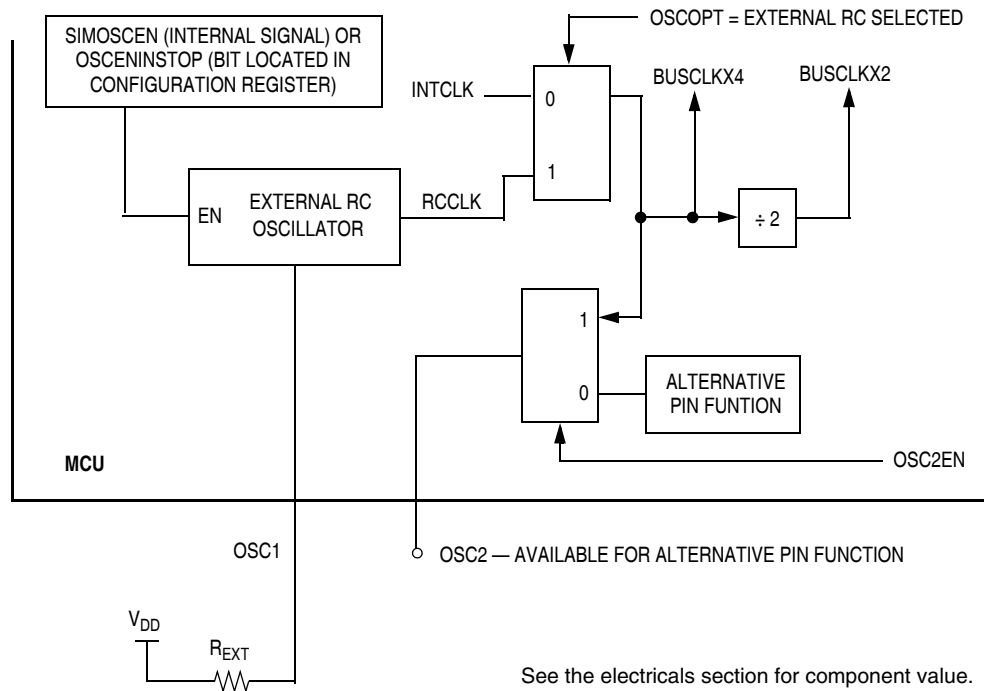 SIMOSCEN (INTERNAL SIGNAL) OR
OSCENINSTOP (BIT LOCATED IN
CONFIGURATION REGISTER)
OSCOPT = EXTERNAL RC SELECTED
INTCLK
0
1
BUSCLKX4
BUSCLKX2
EN
EXTERNAL RC
OSCILLATOR
RCCLK
÷ 2
1
0
ALTERNATIVE
PIN FUNTION
MCU
OSC2EN
OSC1
OSC2 — AVAILABLE FOR ALTERNATIVE PIN FUNCTION
VDD
REXT
See the electricals section for component value.